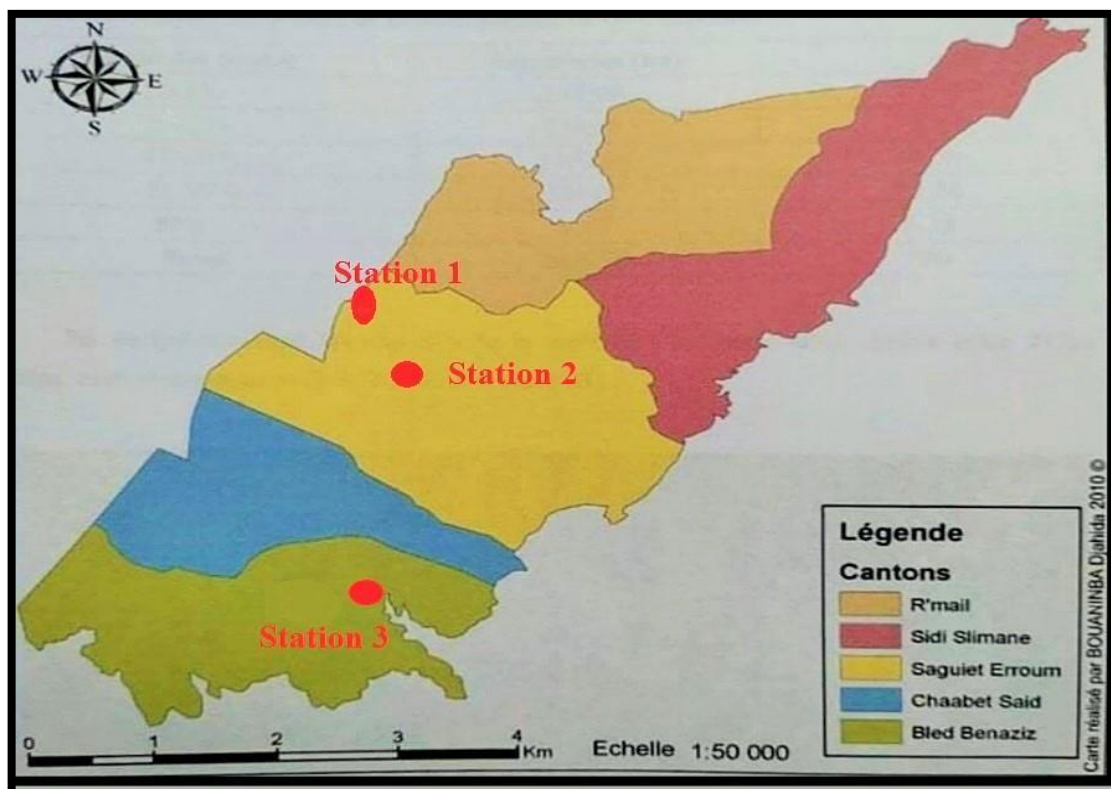 N
W E
S
Station 1
Station 2
Station 3
Légende
Cantons
R'mail
Sidi Slimane
Saguiet Erroum
Chaabet Said
Bled Benaziz
0 1 2 3 4 Km
Echelle 1:50 000
Carte réalisé par BOUANINBA Djahida 2010 ©